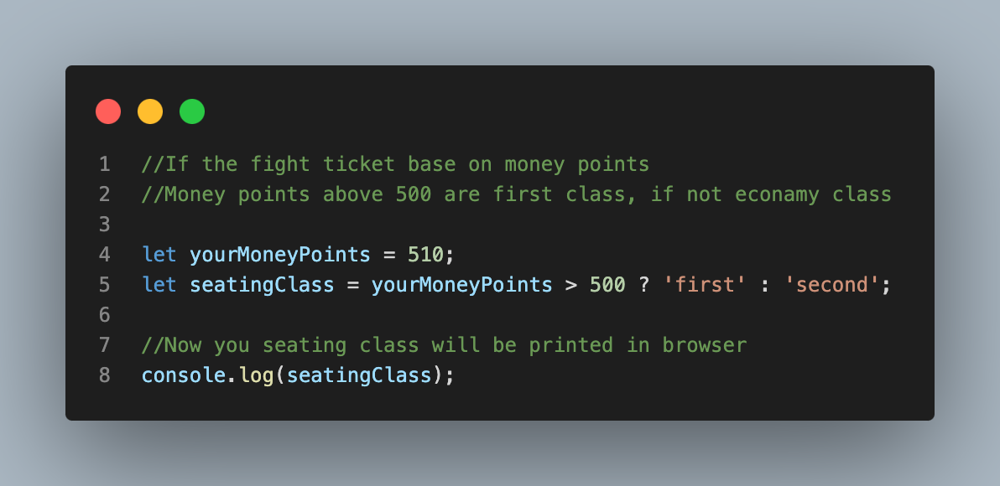 1 //If the fight ticket base on money points
2 //Money points above 500 are first class, if not econamy class
3
4 let yourMoneyPoints = 510;
5 let seatingClass = yourMoneyPoints > 500 ? 'first' : 'second';
6
7 //Now you seating class will be printed in browser
8 console.log(seatingClass);